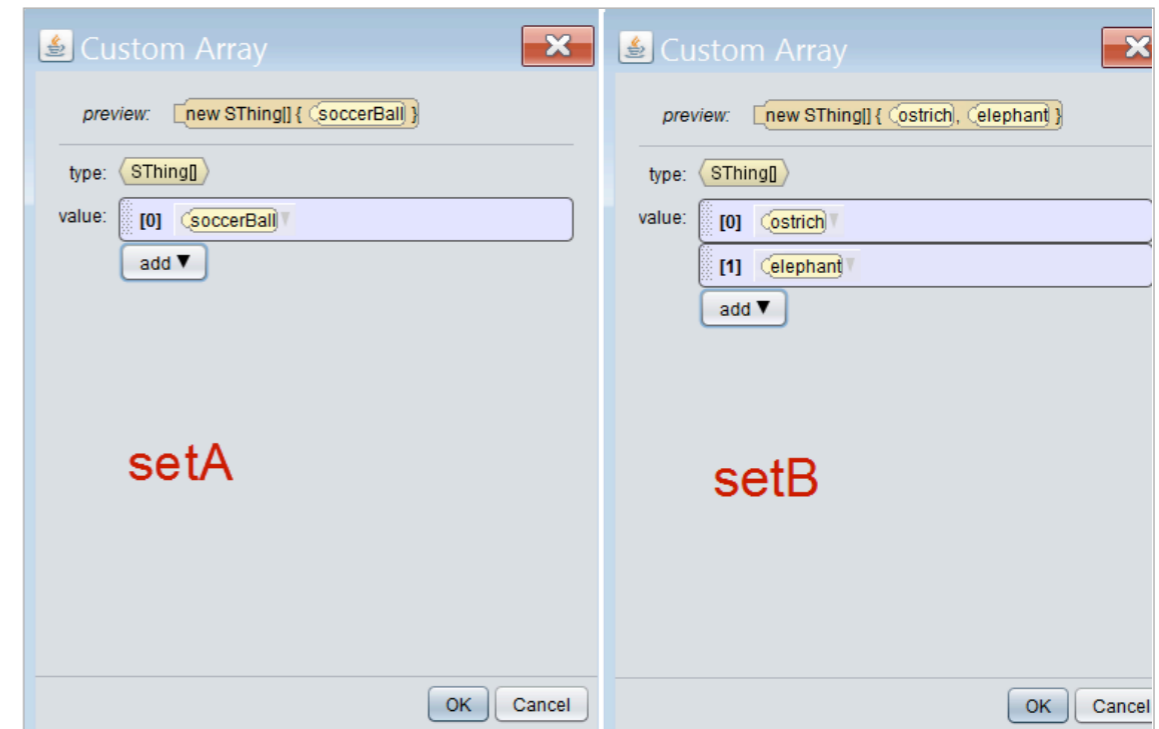 Custom Array
preview: new SThing[] { soccerBall }
type: SThing[]
value: [0] soccerBall
add
setA
OK Cancel
Custom Array
preview: new SThing[] { ostrich, elephant }
type: SThing[]
value: [0] ostrich
[1] elephant
add
setB
OK Cancel